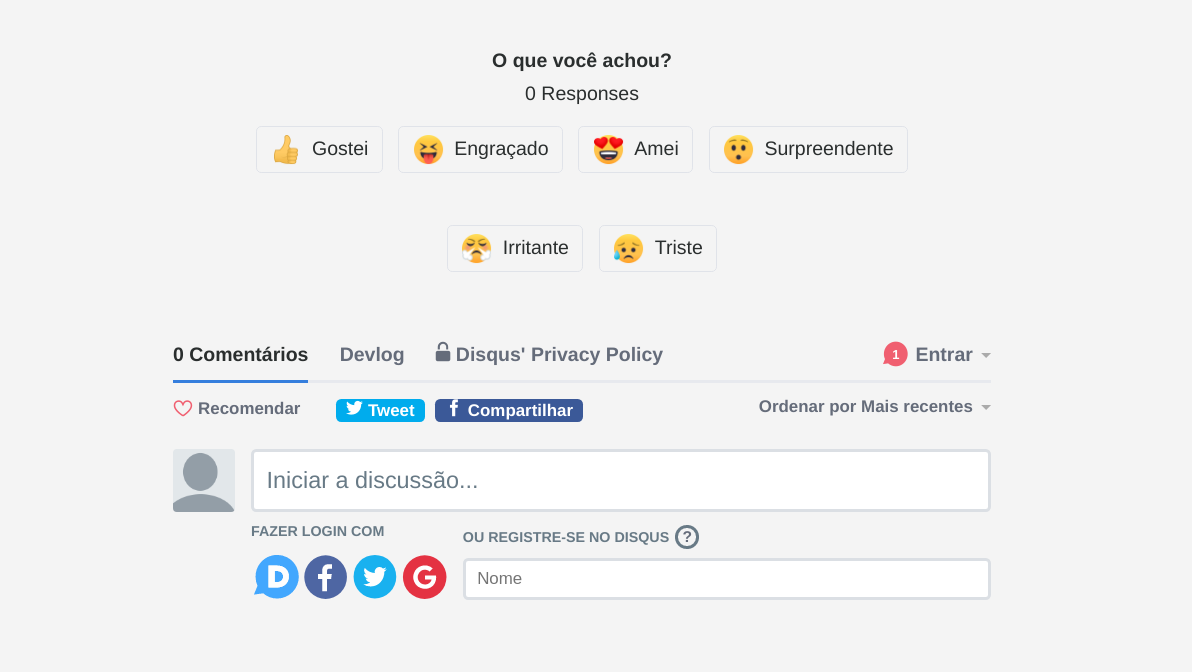 O que você achou?
0 Responses
Gostei Engraçado Amei Surpreendente
Irritante Triste
0 Comentários Devlog Disqus' Privacy Policy 1 Entrar
Recomendar Tweet Compartilhar Ordenar por Mais recentes
Iniciar a discussão...
FAZER LOGIN COM
OU REGISTRE-SE NO DISQUS ?
Nome